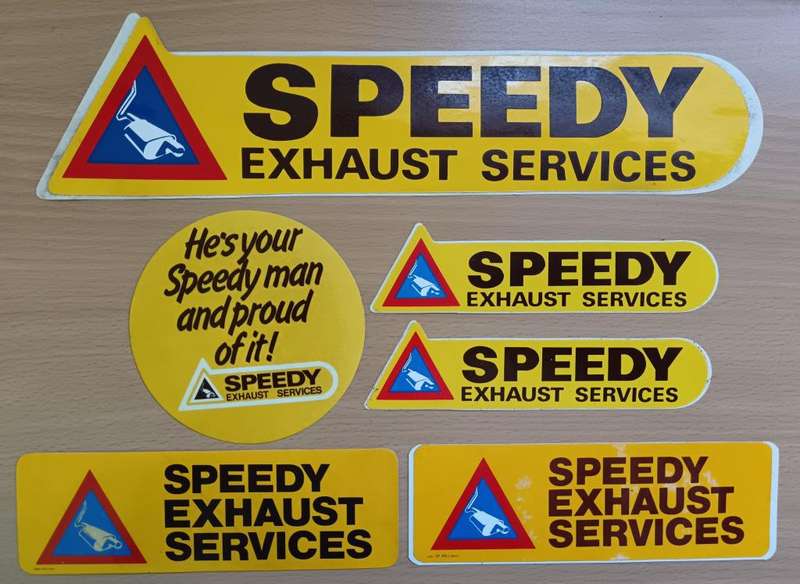 SPEEDY
EXHAUST SERVICES
He's your
Speedy man
and proud
of it!
SPEEDY
EXHAUST SERVICES
SPEEDY
EXHAUST SERVICES
SPEEDY
EXHAUST SERVICES
SPEEDY
EXHAUST
SERVICES
SPEEDY
EXHAUST
SERVICES